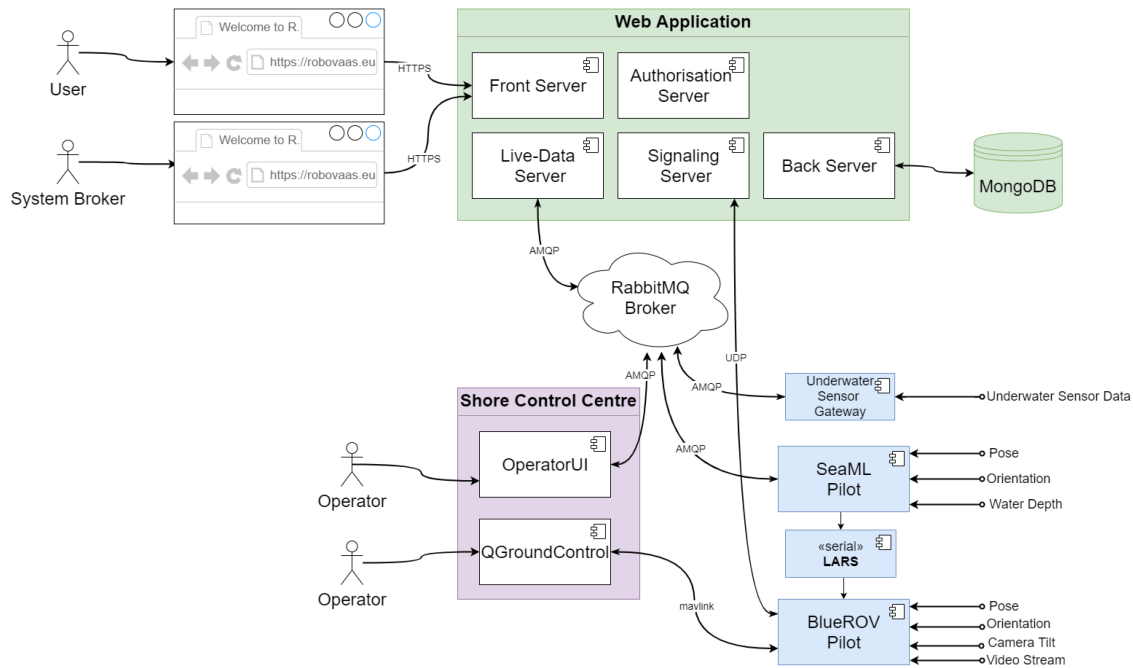 Web Application
Welcome to R.
https://robovaas.eu
User
HTTPS
Front Server
Authorisation
Server
Welcome to R.
https://robovaas.eu
System Broker
HTTPS
Live-Data
Server
Signaling
Server
Back Server
MongoDB
AMQP
RabbitMQ
Broker
UDP
AMQP
AMQP
AMQP
Underwater
Sensor
Gateway
Underwater Sensor Data
Shore Control Centre
OperatorUI
Operator
SeaML
Pilot
Pose
Orientation
Water Depth
QGroundControl
Operator
«serial»
LARS
mavlink
BlueROV
Pilot
Pose
Orientation
Camera Tilt
Video Stream